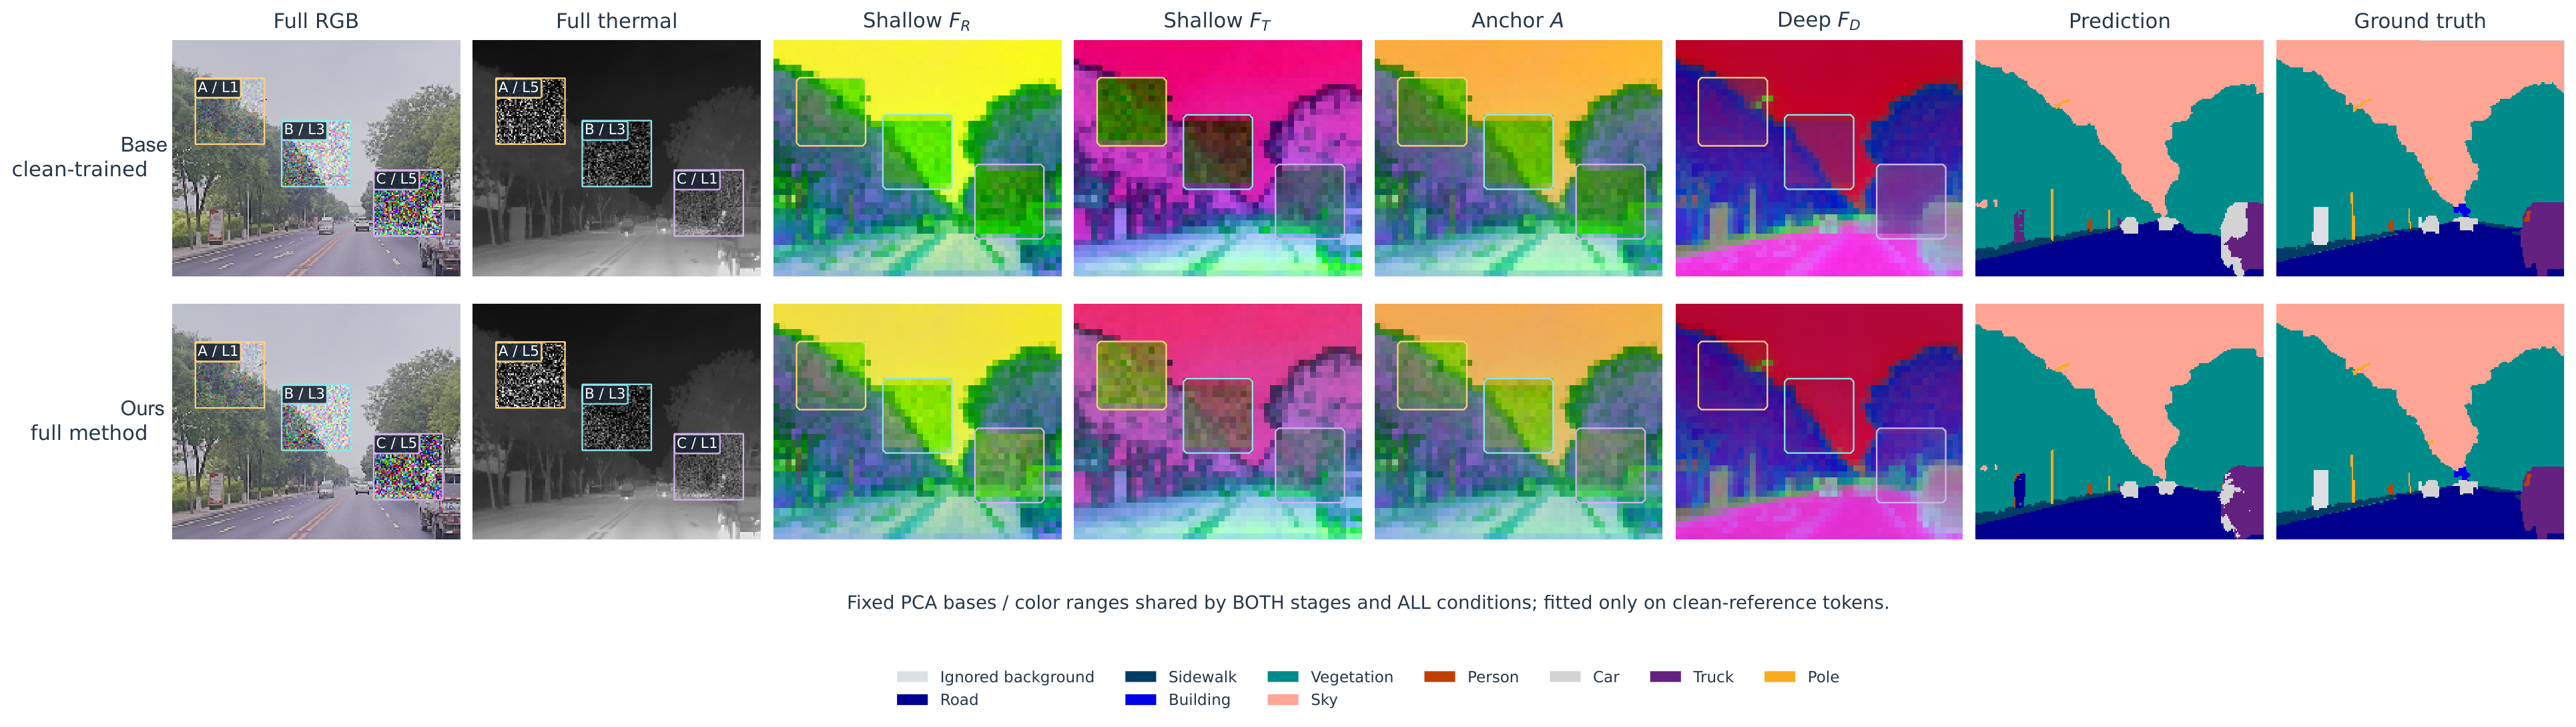 Full RGB
Full thermal
Shallow F_R
Shallow F_T
Anchor A
Deep F_D
Prediction
Ground truth
Base
clean-trained
A / L1
B / L3
C / L5
A / L5
B / L3
C / L1
Ours
full method
A / L1
B / L3
C / L5
A / L5
B / L3
C / L1
Fixed PCA bases / color ranges shared by BOTH stages and ALL conditions; fitted only on clean-reference tokens.
Ignored background
Sidewalk
Vegetation
Person
Car
Truck
Pole
Road
Building
Sky